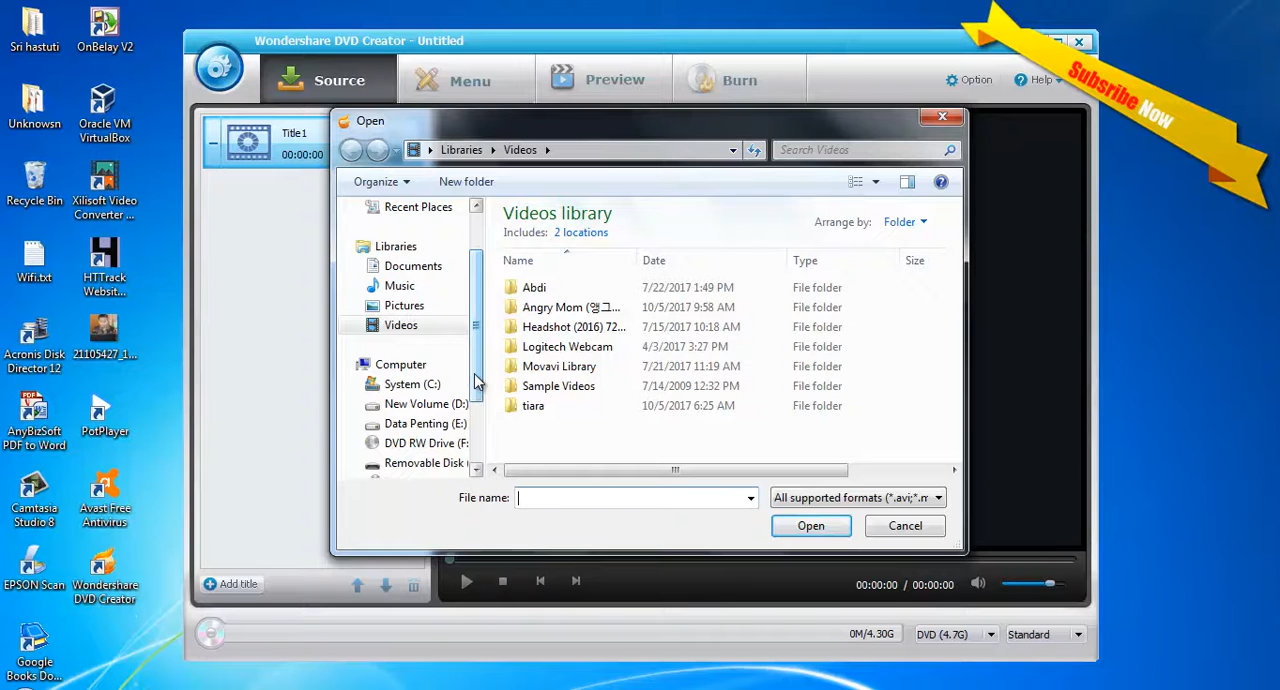 Sri hastuti
OnBelay V2
Unknowsn
Oracle VM
VirtualBox
Recycle Bin
Xilisoft Video
Converter ...
Wifi.txt
HTTrack
Websit...
Acronis Disk
Director 12
21105427_1...
AnyBizSoft
PDF to Word
PotPlayer
Camtasia
Studio 8
Avast Free
Antivirus
EPSON Scan
Wondershare
DVD Creator
Google
Books Do...
Wondershare DVD Creator - Untitled
Subsribe Now
Source
Menu
Preview
Burn
Option
Help
Title1
00:00:00
Open
Libraries
Videos
Search Videos
Organize
New folder
Recent Places
Libraries
Documents
Music
Pictures
Videos
Computer
System (C:)
New Volume (D:)
Data Penting (E:)
DVD RW Drive (F:
Removable Disk
Videos library
Includes: 2 locations
Arrange by: Folder
Name Date Type Size
Abdi 7/22/2017 1:49 PM File folder
Angry Mom (앵그... 10/5/2017 9:58 AM File folder
Headshot (2016) 72... 7/15/2017 10:18 AM File folder
Logitech Webcam 4/3/2017 3:27 PM File folder
Movavi Library 7/21/2017 11:19 AM File folder
Sample Videos 7/14/2009 12:32 PM File folder
tiara 10/5/2017 6:25 AM File folder
File name:
All supported formats (*.avi;*.m
Open
Cancel
Add title
00:00:00 / 00:00:00
0M/4.30G
DVD (4.7G)
Standard